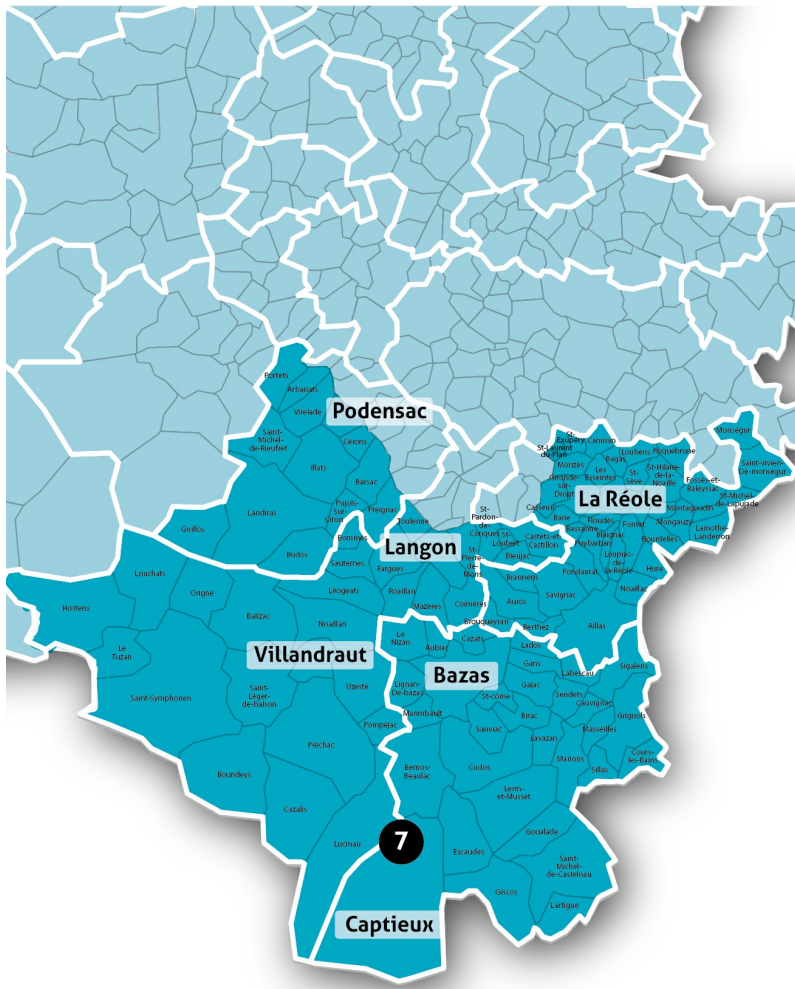 Portets
Arbanats
Virelade
Podensac
Saint-
Michel-
de-Rieufret
Cérons
Illats
Barsac
Pujols-
Sur-
Ciron
Preignac
Landiras
Guillos
Budos
Toulenne
Bommes
Langon
Sauternes
Fargues
St-
Pierre-
de-
Mons
Léogeats
Roaillan
Mazères
Coimères
St-
Pardon-
de-
Conques
St-
Loubert
Castets-et-
Castillon
Bieujac
Brannens
Auros
Brouqueyran
Berthez
Savignac
Pondaurat
Aillas
St-
Exupéry
Camiran
St-Laurent
du-Plan
Bagas
Loubens
Roquebrune
Monségur
Morizès
Les
Esseintes
St-
Sève
St-Hilaire-
de-la-
Noaille
Saint-vivien-
De-monségur
Gironde-
sur-
Dropt
La Réole
Fossés-et-
Baleyssac
St-Michel-
de-Lapujade
Casseuil
Barie
Bassanne
Floudès
Blaignac
Fontet
Montagoudin
Mongauzy
Lamothe-
Landerron
Puybarban
Bourdelles
Loupiac-
de-
la-Réole
Hure
Noaillac
Louchats
Origne
Hostens
Balizac
Noaillan
Le
Tuzan
Villandraut
Saint-Symphorien
Saint-
Léger-
de-balson
Uzeste
Pompéjac
Préchac
Bourideys
Cazalis
Lucmau
Le
Nizan
Aubiac
Cazats
Lados
Bazas
Gans
Labescau
Sigalens
Lignan-
De-bazas
St-côme
Gajac
Sendets
Cauvignac
Marimbault
Birac
Grignols
Sauviac
Masseilles
Lavazan
Bernos-
Beaulac
Cudos
Marions
Sillas
Cours-
les-Bains
Lerm-
et-Musset
7
Escaudes
Goualade
Saint-
Michel-
de-Castelnau
Giscos
Lartigue
Captieux